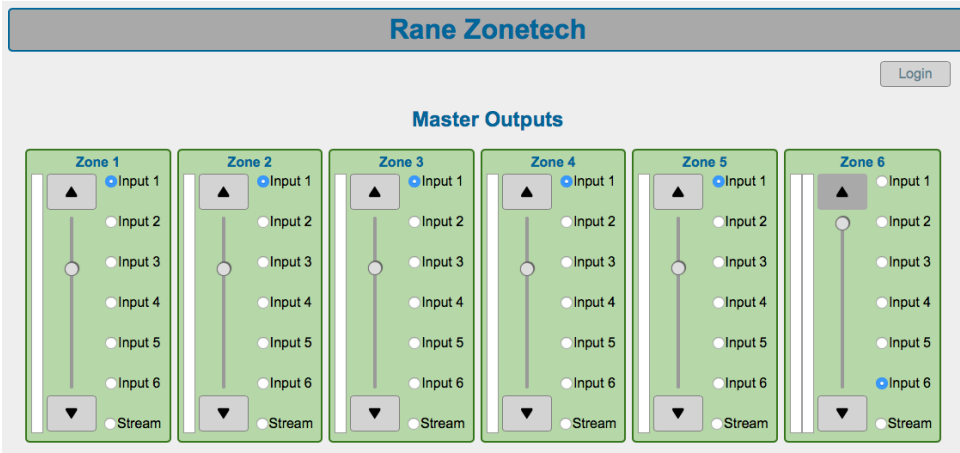 Rane Zonetech
Login
Master Outputs
Zone 1
Input 1
Input 2
Input 3
Input 4
Input 5
Input 6
Stream
Zone 2
Input 1
Input 2
Input 3
Input 4
Input 5
Input 6
Stream
Zone 3
Input 1
Input 2
Input 3
Input 4
Input 5
Input 6
Stream
Zone 4
Input 1
Input 2
Input 3
Input 4
Input 5
Input 6
Stream
Zone 5
Input 1
Input 2
Input 3
Input 4
Input 5
Input 6
Stream
Zone 6
Input 1
Input 2
Input 3
Input 4
Input 5
Input 6
Stream